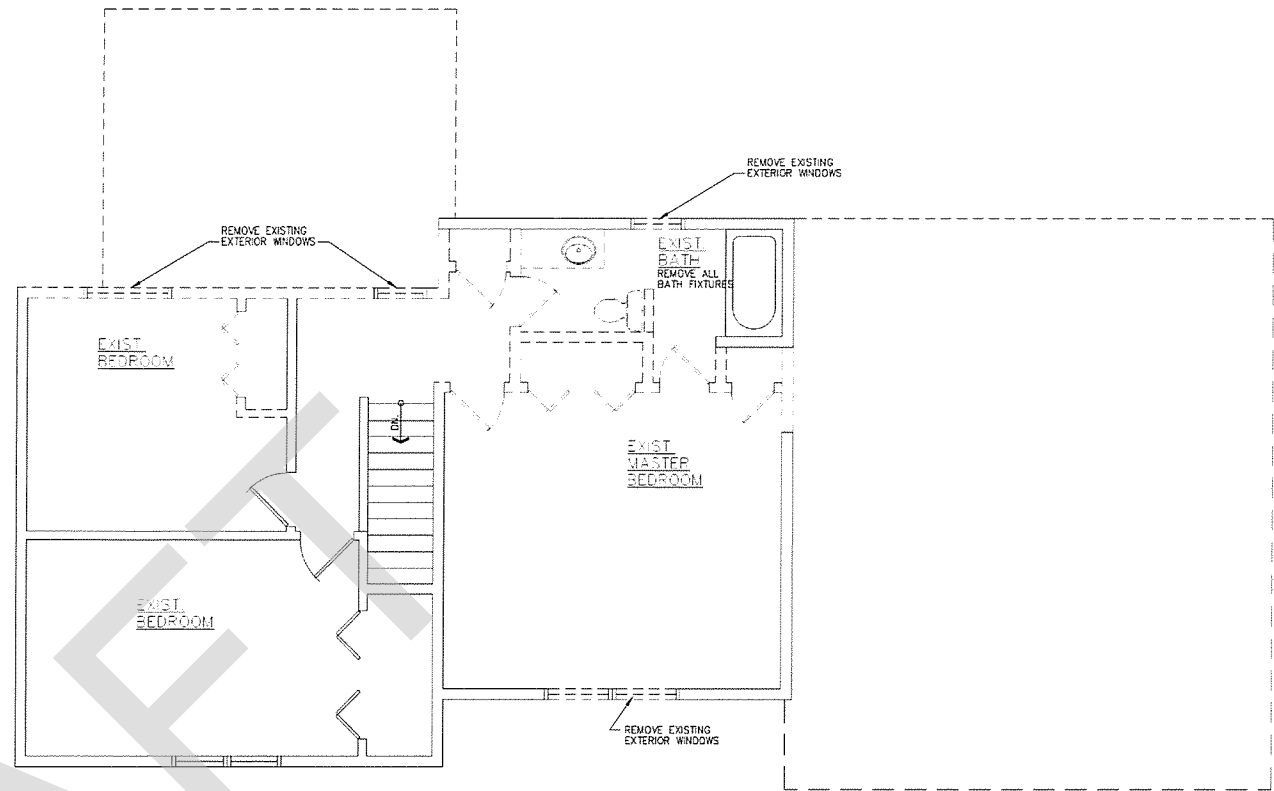 REMOVE EXISTING
EXTERIOR WINDOWS
REMOVE EXISTING
EXTERIOR WINDOWS
EXIST.
BATH
REMOVE ALL
BATH FIXTURES
EXIST.
BEDROOM
DN.
EXIST.
MASTER
BEDROOM
EXIST.
BEDROOM
REMOVE EXISTING
EXTERIOR WINDOWS